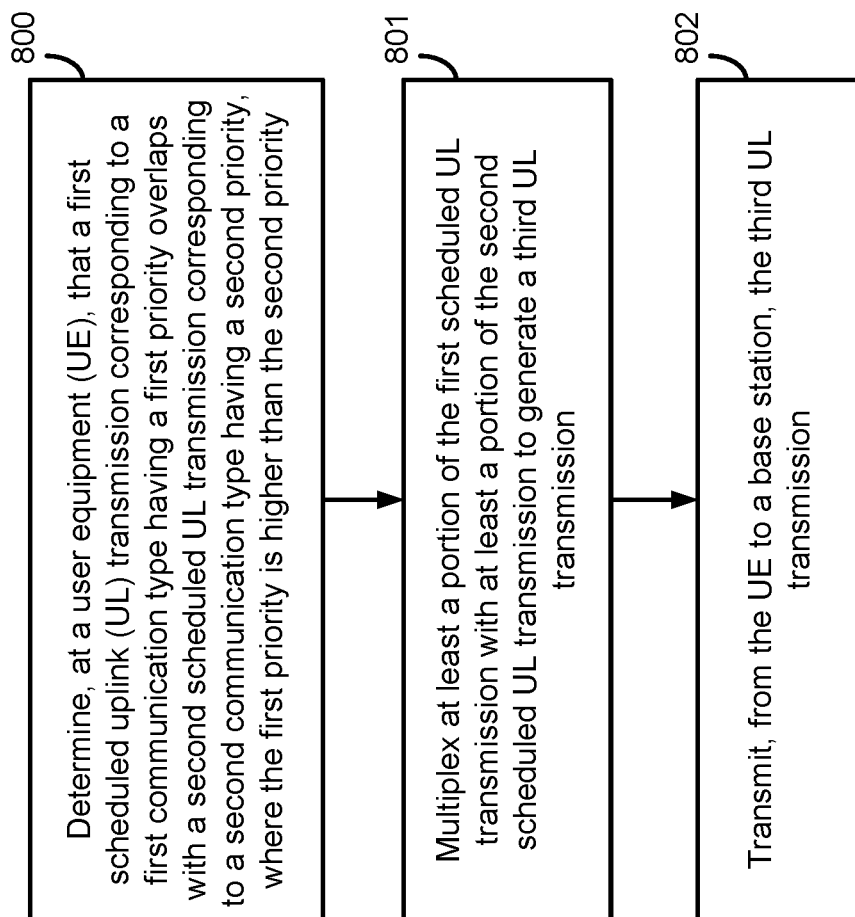 800
Determine, at a user equipment (UE), that a first
scheduled uplink (UL) transmission corresponding to a
first communication type having a first priority overlaps
with a second scheduled UL transmission corresponding
to a second communication type having a second priority,
where the first priority is higher than the second priority
801
Multiplex at least a portion of the first scheduled UL
transmission with at least a portion of the second
scheduled UL transmission to generate a third UL
transmission
802
Transmit, from the UE to a base station, the third UL
transmission